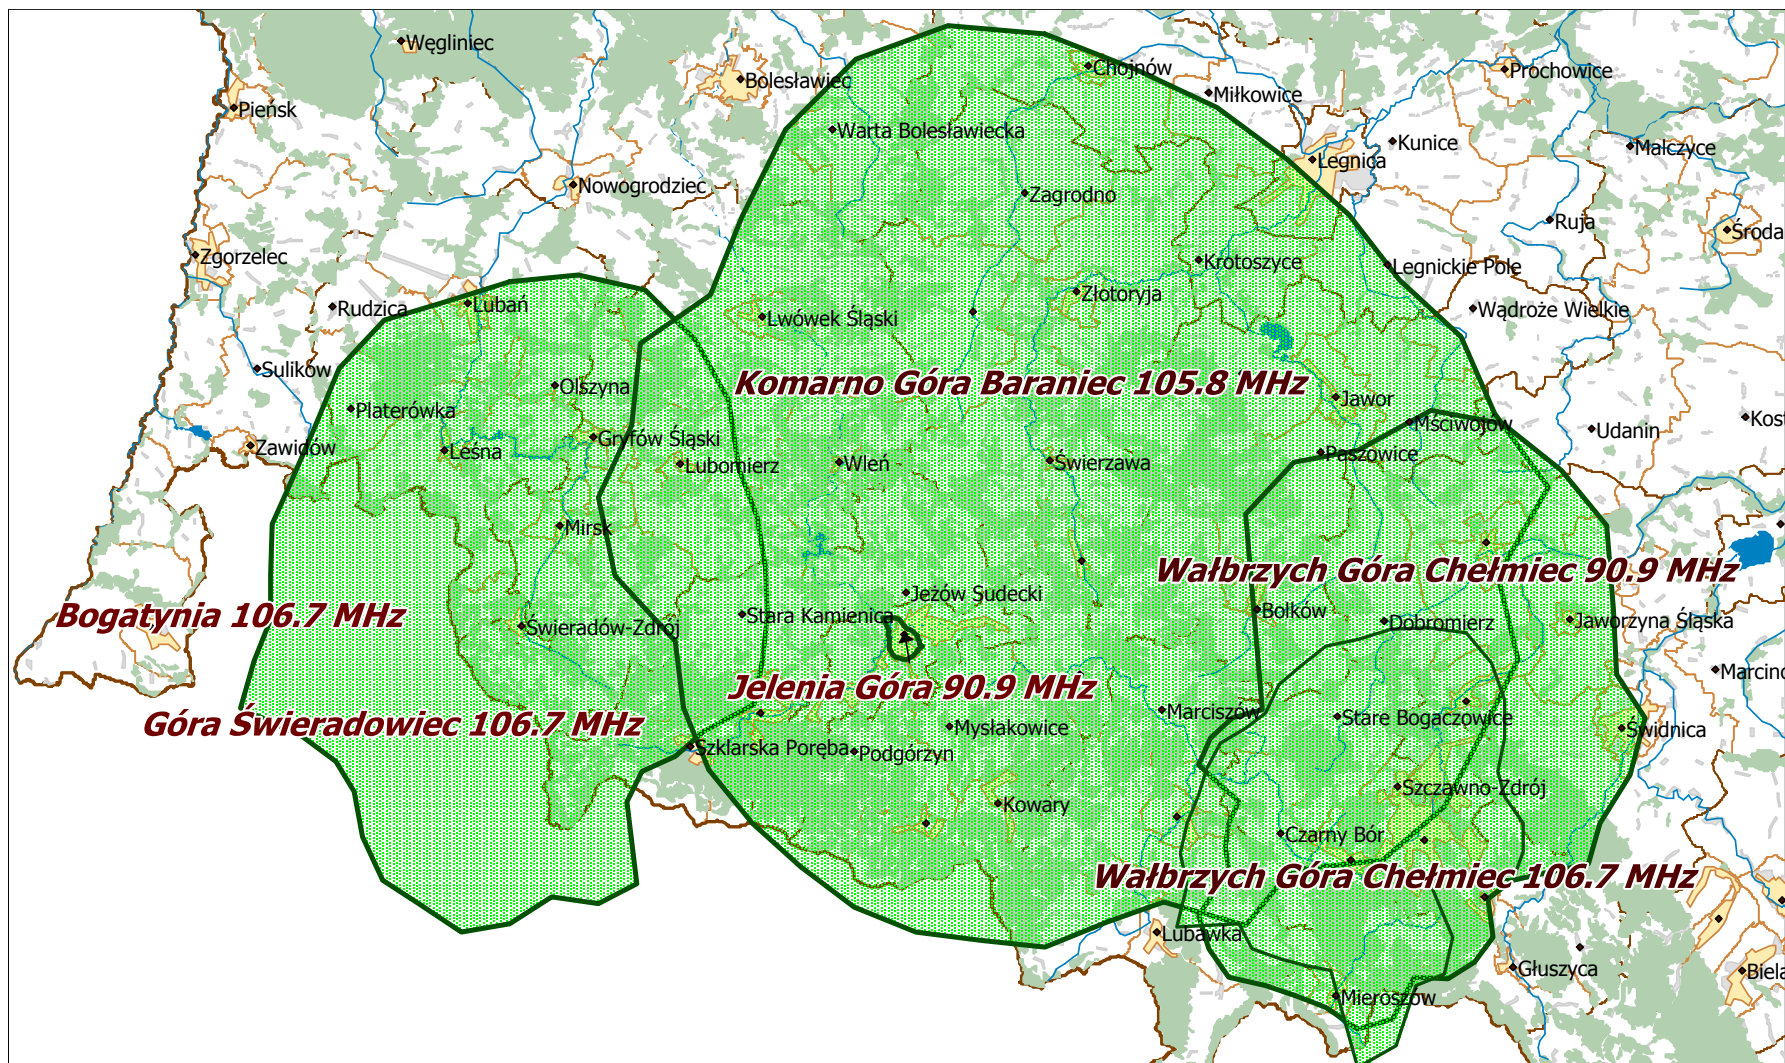 Węgliniec
Bolesławiec
Chojnów
Prochowice
Pieńsk
Miłkowice
Warta Bolesławiecka
Kunice
Malczyce
Legnica
Nowogrodziec
Zagrodno
Ruja
Środa
Zgorzelec
Krotoszyce
Legnickie Pole
Rudzica
Lubań
Złotoryja
Lwówek Śląski
Wądroże Wielkie
Sulików
Olszyna
Komarno Góra Baraniec 105.8 MHz
Platerówka
Jawor
Mściwojów
Kost
Udanin
Zawidów
Leśna
Gryfów Śląski
Lubomierz
Wleń
Świerzawa
Paszowice
Mirsk
Wałbrzych Góra Chełmiec 90.9 MHz
Jeżów Sudecki
Bogatynia 106.7 MHz
Stara Kamienica
Bolków
Dobromierz
Jaworzyna Śląska
Świeradów-Zdrój
Marcino
Jelenia Góra 90.9 MHz
Góra Świeradowiec 106.7 MHz
Mysłakowice
Marciszów
Stare Bogaczowice
Świdnica
Szklarska Poręba
Podgórzyn
Szczawno-Zdrój
Kowary
Czarny Bór
Wałbrzych Góra Chełmiec 106.7 MHz
Lubawka
Głuszyca
Biela
Mieroszów